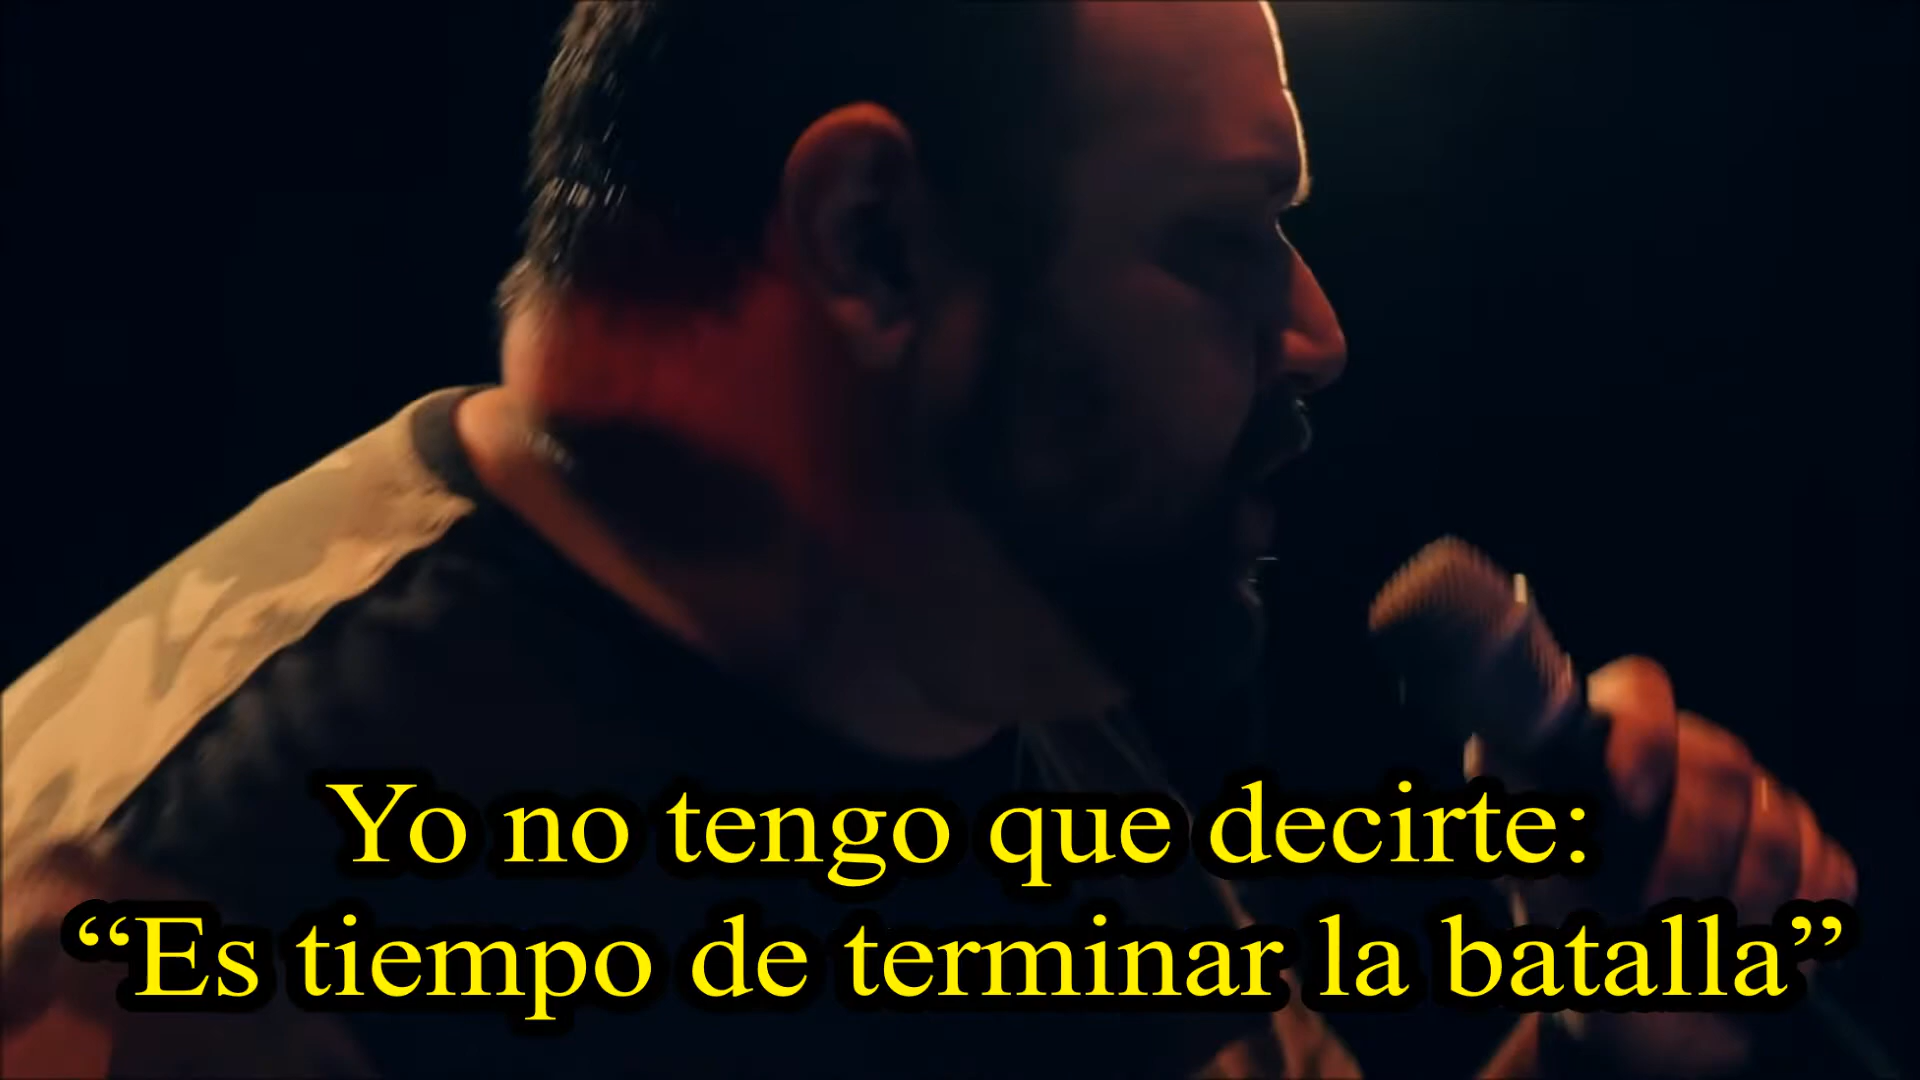 Yo no tengo que decirte:
“Es tiempo de terminar la batalla”